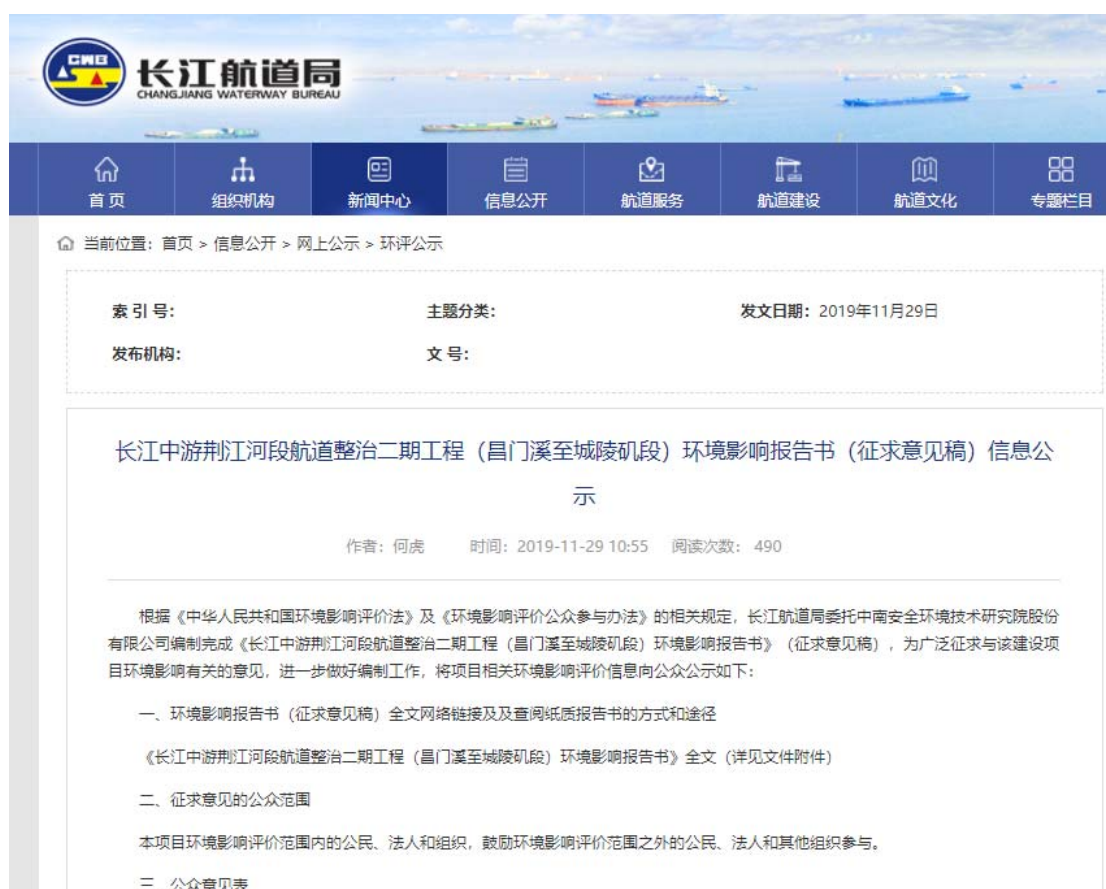 CWB
长江航道局
CHANGJIANG WATERWAY BUREAU
首页 组织机构 新闻中心 信息公开 航道服务 航道建设 航道文化 专题栏目
当前位置：首页 > 信息公开 > 网上公示 > 环评公示
索 引 号： 主题分类： 发文日期：2019年11月29日
发布机构： 文 号：
长江中游荆江河段航道整治二期工程（昌门溪至城陵矶段）环境影响报告书（征求意见稿）信息公
示
作者：何虎 时间：2019-11-29 10:55 阅读次数： 490
根据《中华人民共和国环境影响评价法》及《环境影响评价公众参与办法》的相关规定，长江航道局委托中南安全环境技术研究院股份
有限公司编制完成《长江中游荆江河段航道整治二期工程（昌门溪至城陵矶段）环境影响报告书》（征求意见稿），为广泛征求与该建设项
目环境影响有关的意见，进一步做好编制工作，将项目相关环境影响评价信息向公众公示如下：
一、环境影响报告书（征求意见稿）全文网络链接及及查阅纸质报告书的方式和途径
《长江中游荆江河段航道整治二期工程（昌门溪至城陵矶段）环境影响报告书》全文（详见文件附件）
二、征求意见的公众范围
本项目环境影响评价范围内的公民、法人和组织，鼓励环境影响评价范围之外的公民、法人和其他组织参与。
三、公众意见表